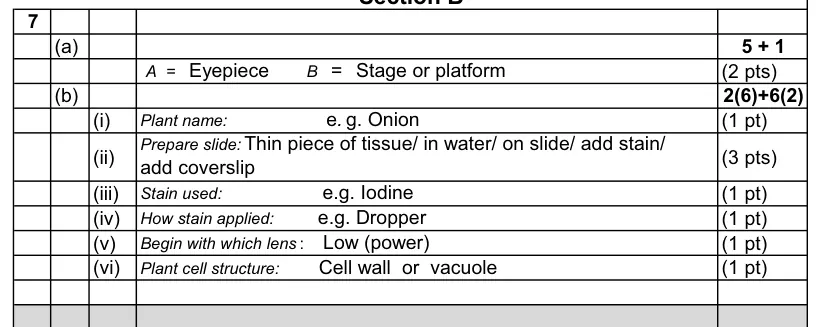 Section B
7
(a) 5 + 1
A = Eyepiece B = Stage or platform (2 pts)
(b) 2(6)+6(2)
(i) Plant name: e. g. Onion (1 pt)
(ii) Prepare slide: Thin piece of tissue/ in water/ on slide/ add stain/
add coverslip (3 pts)
(iii) Stain used: e.g. Iodine (1 pt)
(iv) How stain applied: e.g. Dropper (1 pt)
(v) Begin with which lens : Low (power) (1 pt)
(vi) Plant cell structure: Cell wall or vacuole (1 pt)